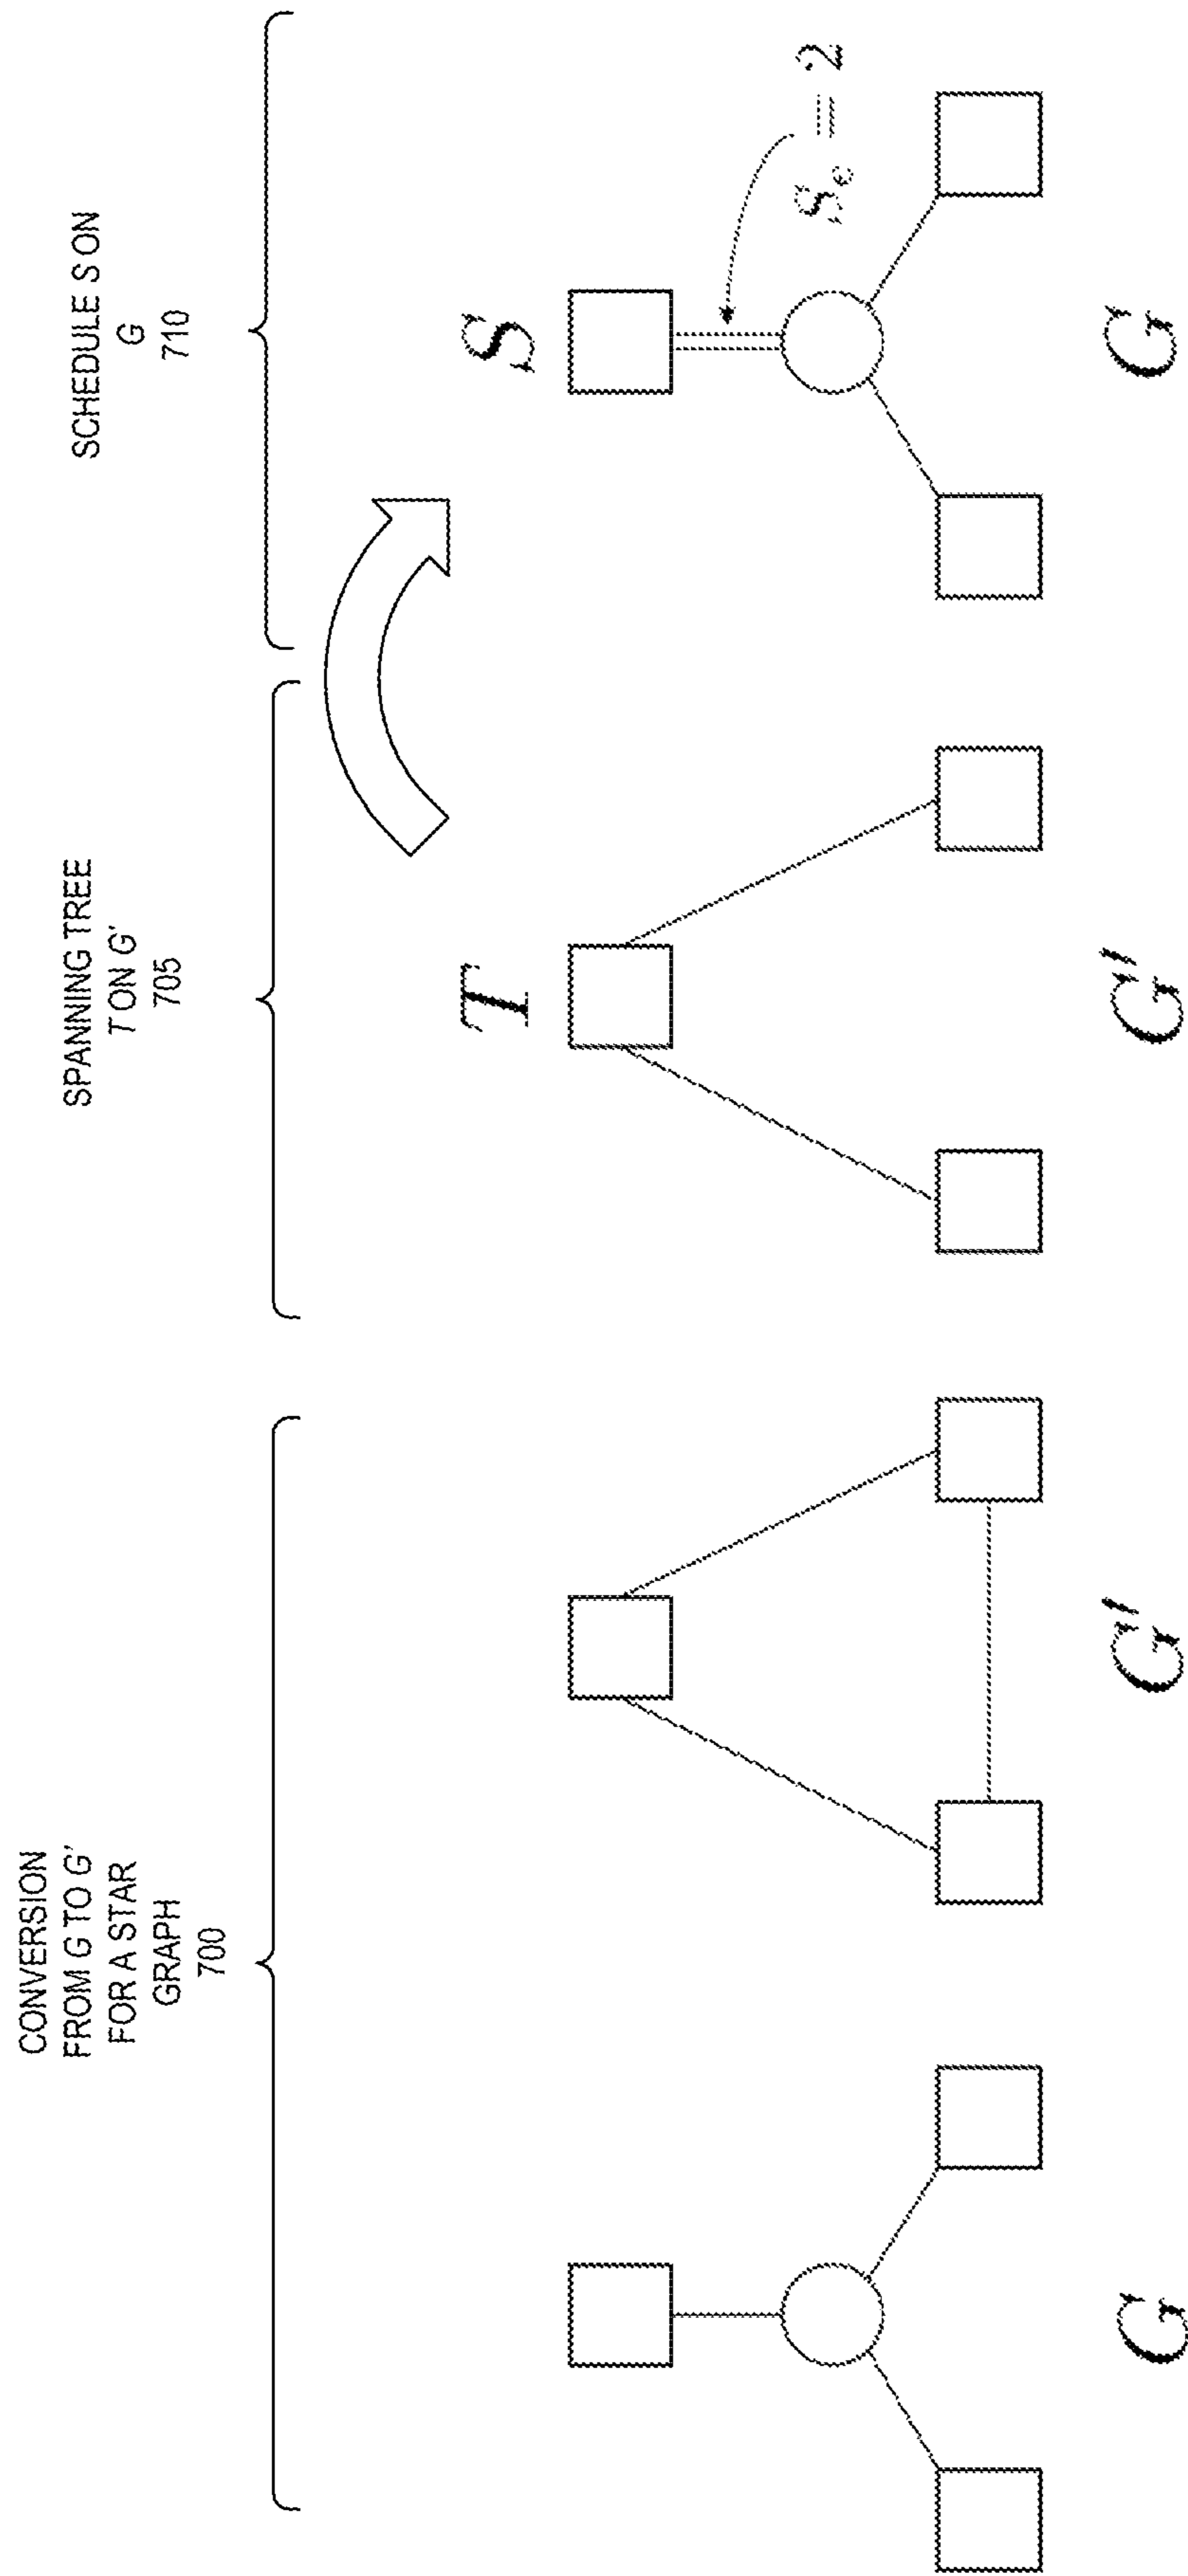 CONVERSION
FROM G TO G'
FOR A STAR
GRAPH
700
SPANNING TREE
T ON G'
705
SCHEDULE S ON
G
710
T
S
S_e = 2
G
G'
G'
G